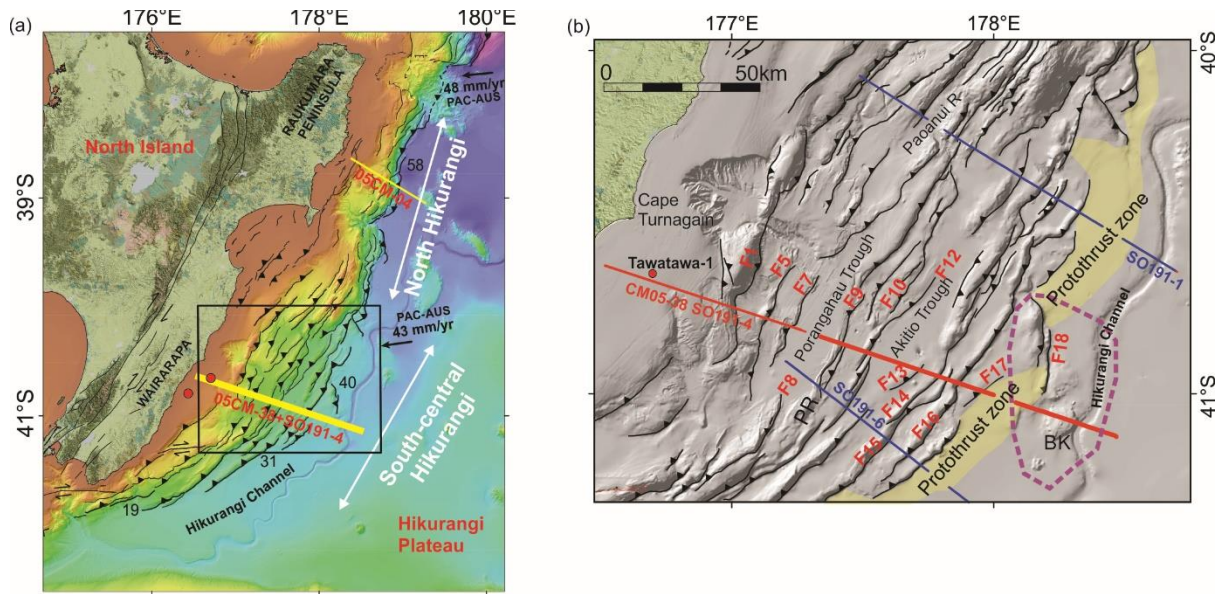 (a)
176°E
178°E
180°E
48 mm/yr
PAC-AUS
RAUKUMARA
PENINSULA
North Island
58
05CM-04
39°S
North Hikurangi
PAC-AUS
43 mm/yr
WAIRARAPA
40
41°S
05CM-38+SO191-4
South-central
Hikurangi
31
Hikurangi Channel
19
Hikurangi
Plateau
(b)
177°E
178°E
40°S
0
50km
Paoanui R
Cape
Turnagain
Protothrust zone
SO191-1
Tawatawa-1
F1
F5
F7
Porangahau Trough
F9
F10
F12
CM05-38 SO191-4
Akitio Trough
F18
Hikurangi Channel
F8
F13
F17
PR
SO191-6
F14
F16
F15
Protothrust zone
BK
41°S